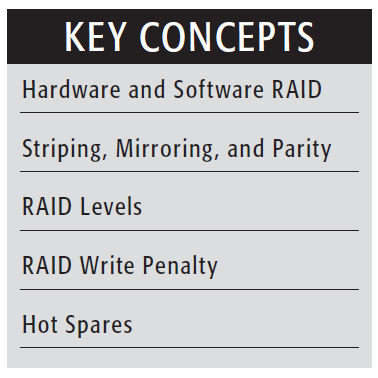 KEY CONCEPTS
Hardware and Software RAID
Striping, Mirroring, and Parity
RAID Levels
RAID Write Penalty
Hot Spares